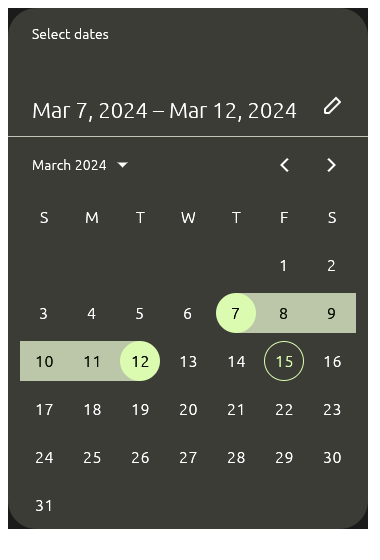 Select dates
Mar 7, 2024 – Mar 12, 2024
March 2024
S M T W T F S
1 2
3 4 5 6 7 8 9
10 11 12 13 14 15 16
17 18 19 20 21 22 23
24 25 26 27 28 29 30
31